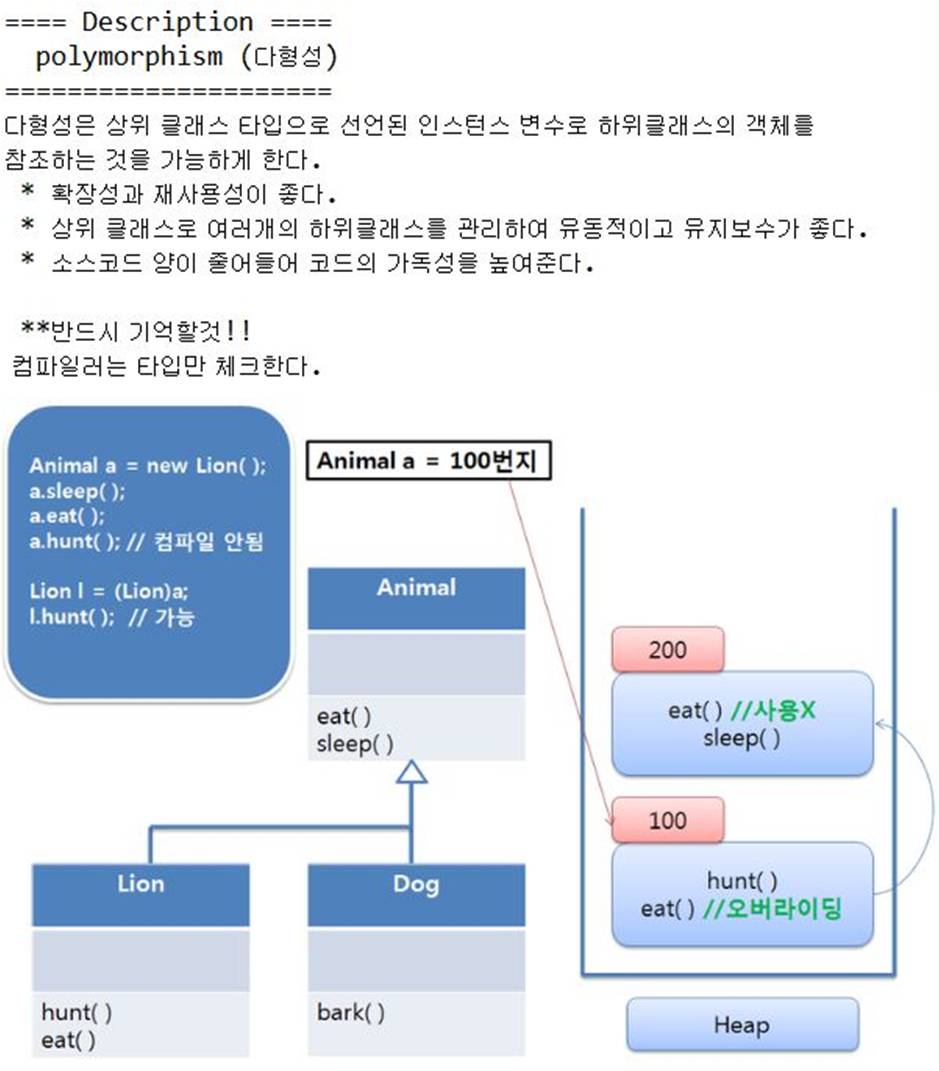 ==== Description ====
polymorphism (다형성)
=====================
다형성은 상위 클래스 타입으로 선언된 인스턴스 변수로 하위클래스의 객체를
참조하는 것을 가능하게 한다.
* 확장성과 재사용성이 좋다.
* 상위 클래스로 여러개의 하위클래스를 관리하여 유동적이고 유지보수가 좋다.
* 소스코드 양이 줄어들어 코드의 가독성을 높여준다.
**반드시 기억할것!!
컴파일러는 타입만 체크한다.
Animal a = new Lion( );
a.sleep( );
a.eat( );
a.hunt( ); // 컴파일 안됨
Lion l = (Lion)a;
l.hunt( ); // 가능
Animal a = 100번지
Animal
eat( )
sleep( )
Lion
hunt( )
eat( )
Dog
bark( )
200
eat( ) //사용X
sleep( )
100
hunt( )
eat( ) //오버라이딩
Heap